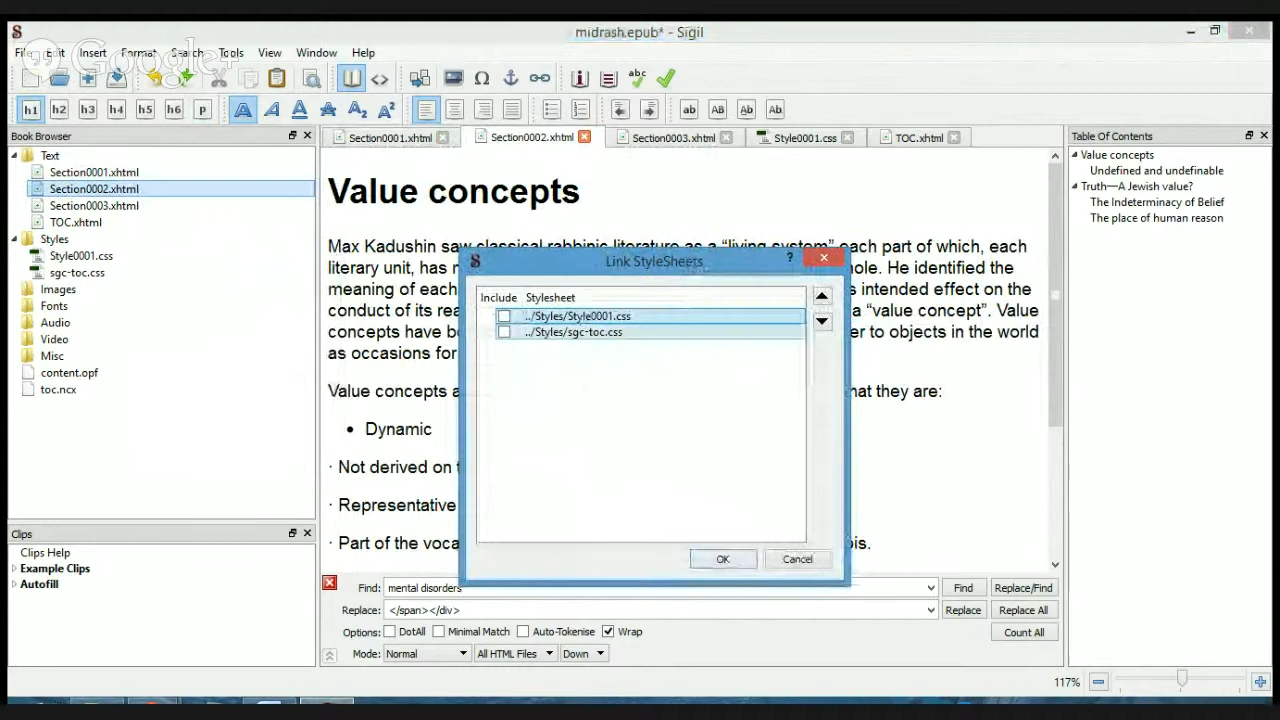 midrash.epub* - Sigil
File Edit Insert Format Search Tools View Window Help
Google+
h1 h2 h3 h4 h5 h6 p A A A A A₂ A² ab AB Ab Ab
Book Browser
Section0001.xhtml Section0002.xhtml Section0003.xhtml Style0001.css TOC.xhtml
Table Of Contents
Text
Section0001.xhtml
Section0002.xhtml
Section0003.xhtml
TOC.xhtml
Styles
Style0001.css
sgc-toc.css
Images
Fonts
Audio
Video
Misc
content.opf
toc.ncx
Value concepts
Max Kadushin saw classical rabbinic literature as a “living system” each part of which, each
literary unit, has hole. He identified the
meaning of each s intended effect on the
conduct of its rea a “value concept”. Value
concepts have be er to objects in the world
as occasions for
Value concepts a hat they are:
• Dynamic
· Not derived on
· Representative
· Part of the voca bis.
Link StyleSheets ?
Include Stylesheet
../Styles/Style0001.css
../Styles/sgc-toc.css
OK Cancel
Value concepts
Undefined and undefinable
Truth—A Jewish value?
The Indeterminacy of Belief
The place of human reason
Clips
Clips Help
Example Clips
Autofill
Find: mental disorders Find Replace/Find
Replace: </span></div> Replace Replace All
Options: DotAll Minimal Match Auto-Tokenise Wrap Count All
Mode: Normal All HTML Files Down
117%